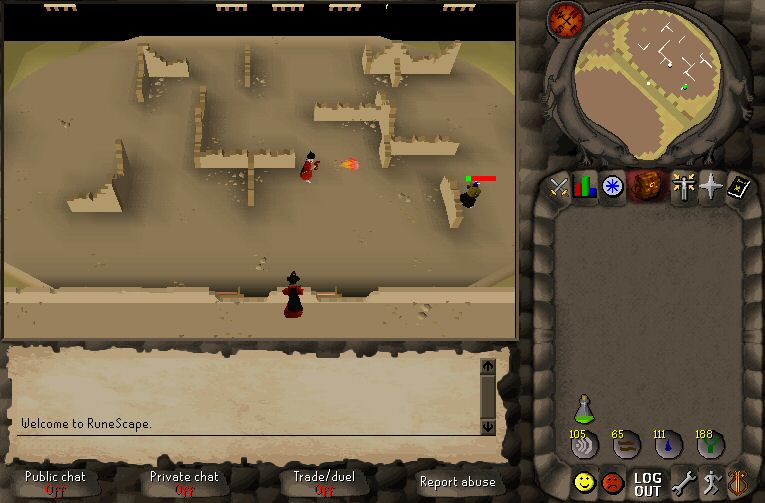 105 65 111 188
Welcome to RuneScape.
Public chat Private chat Trade/duel Report abuse
Off Off Off
LOG
OUT